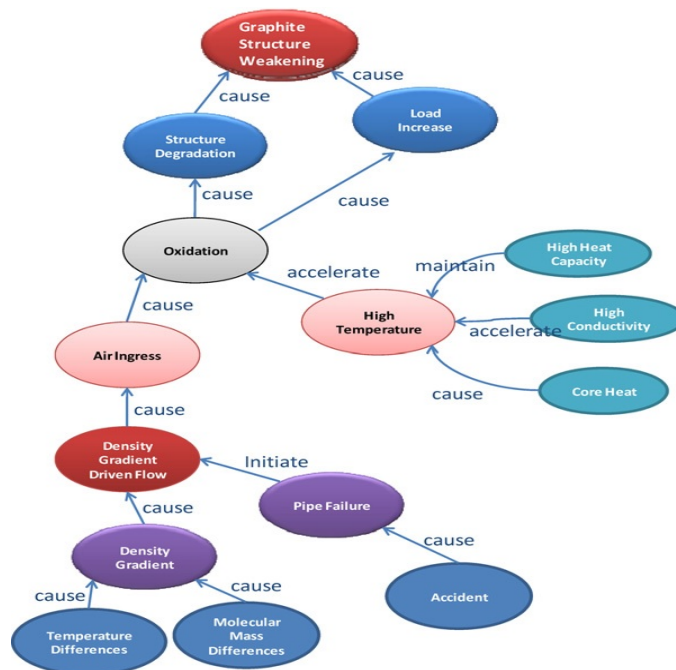 Graphite
Structure
Weakening
cause
cause
Structure
Degradation
Load
Increase
cause
cause
Oxidation
High Heat
Capacity
maintain
accelerate
cause
High
Temperature
High
Conductivity
accelerate
Air Ingress
Core Heat
cause
cause
Density
Gradient
Driven Flow
Initiate
Pipe Failure
cause
cause
Density
Gradient
cause
cause
Accident
Temperature
Differences
Molecular
Mass
Differences